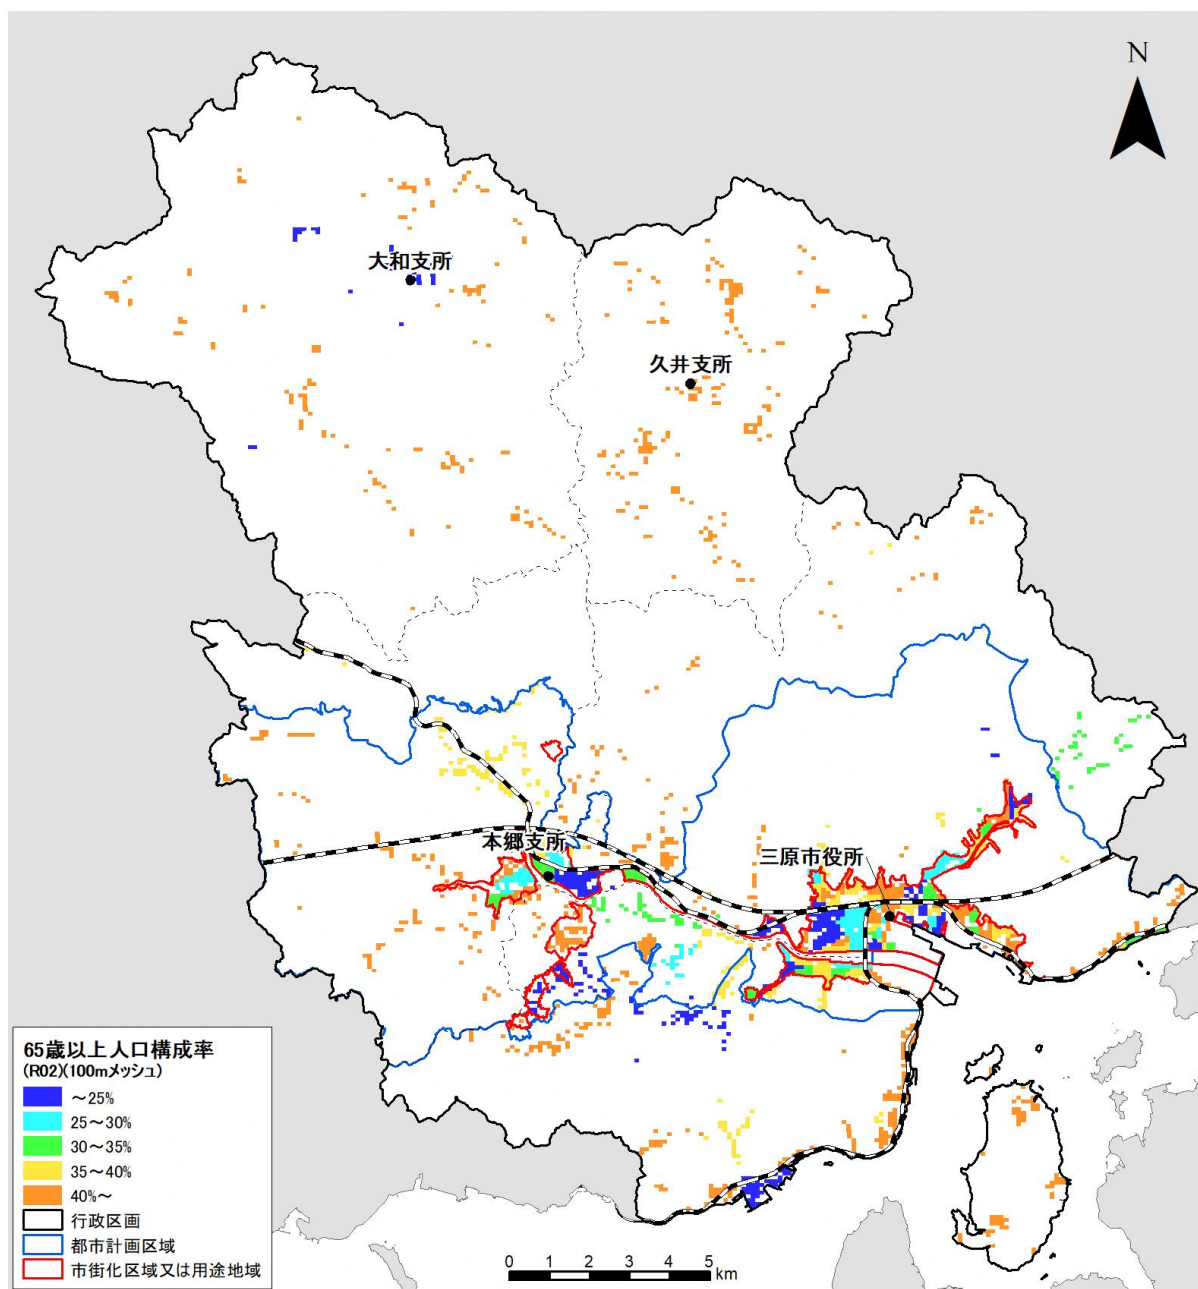 N
大和支所
久井支所
本郷支所
三原市役所
65歳以上人口構成率
(R02)(100mメッシュ)
～25%
25～30%
30～35%
35～40%
40%～
行政区画
都市計画区域
市街化区域又は用途地域
0 1 2 3 4 5
km